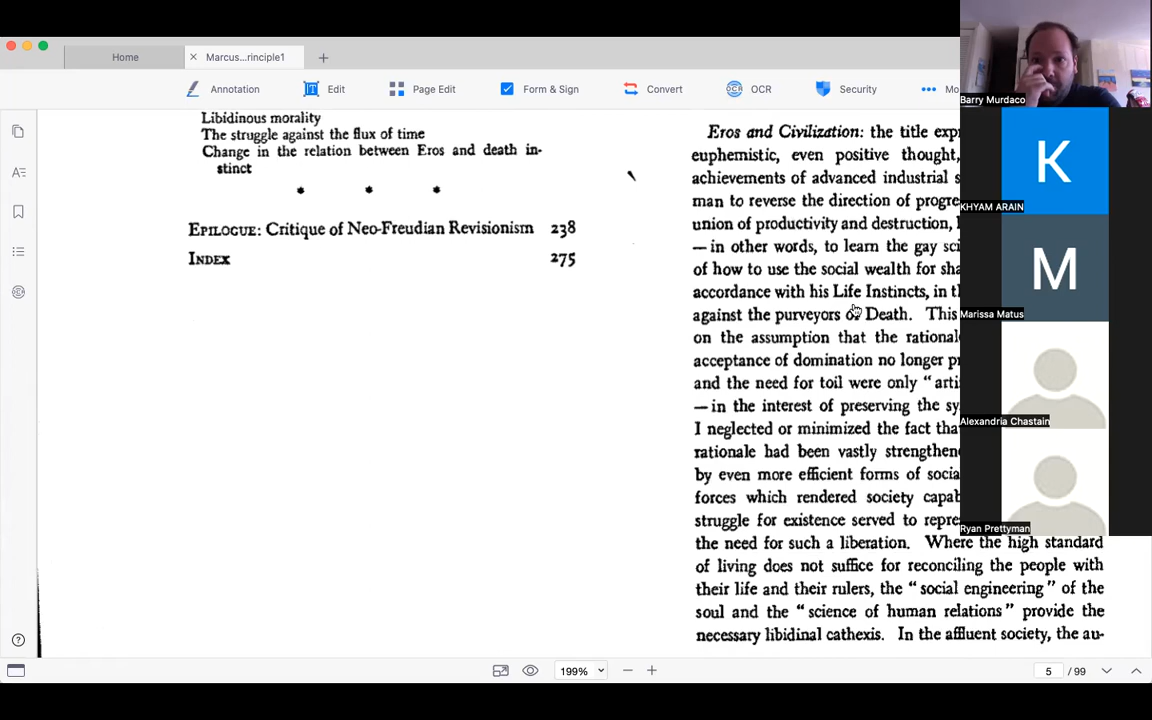 Home
Marcus...rinciple1
Annotation
Edit
Page Edit
Form & Sign
Convert
OCR
OCR
Security
Mo
Libidinous morality
The struggle against the flux of time
Change in the relation between Eros and death in-
stinct
* * *
EPILOGUE: Critique of Neo-Freudian Revisionism 238
INDEX 275
Eros and Civilization: the title exp
euphemistic, even positive thought,
achievements of advanced industrial s
man to reverse the direction of progre
union of productivity and destruction,
—in other words, to learn the gay sci
of how to use the social wealth for sha
accordance with his Life Instincts, in th
against the purveyors of Death. This
on the assumption that the rational
acceptance of domination no longer p
and the need for toil were only "arti
—in the interest of preserving the sy
I neglected or minimized the fact tha
rationale had been vastly strengthen
by even more efficient forms of socia
forces which rendered society capab
struggle for existence served to repre
the need for such a liberation. Where the high standard
of living does not suffice for reconciling the people with
their life and their rulers, the "social engineering" of the
soul and the "science of human relations" provide the
necessary libidinal cathexis. In the affluent society, the au-
199%
5 / 99
Barry Murdaco
K
KHYAM ARAIN
M
Marissa Matus
Alexandria Chastain
Ryan Prettyman